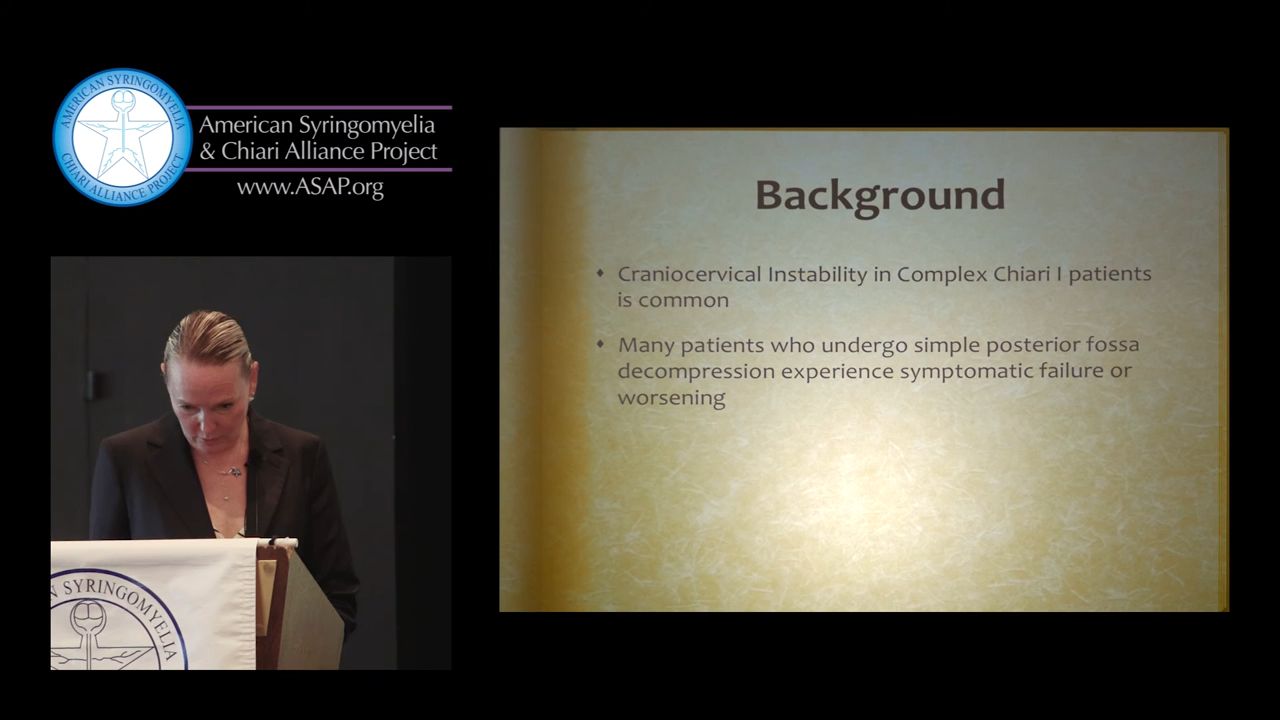 AMERICAN SYRINGOMYELIA
CHIARI ALLIANCE PROJECT
American Syringomyelia
& Chiari Alliance Project
www.ASAP.org
Background
Craniocervical Instability in Complex Chiari I patients
is common
Many patients who undergo simple posterior fossa
decompression experience symptomatic failure or
worsening
N SYRINGOMYELIA